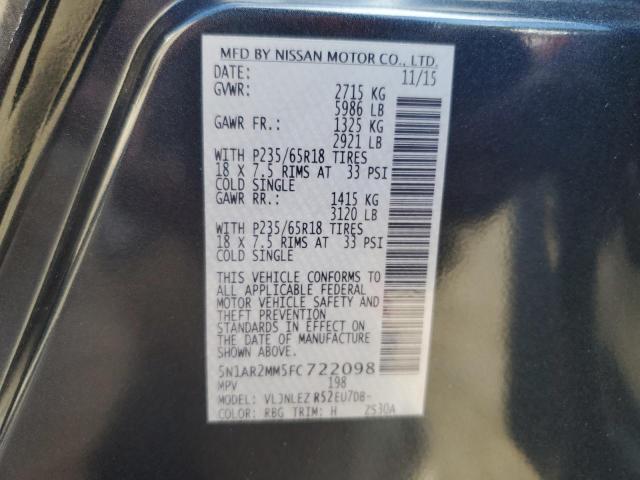 MFD BY NISSAN MOTOR CO., LTD.
DATE: 11/15
GVWR: 2715 KG
5986 LB
GAWR FR.: 1325 KG
2921 LB
WITH P235/65R18 TIRES
18 X 7.5 RIMS AT 33 PSI
COLD SINGLE
GAWR RR.: 1415 KG
3120 LB
WITH P235/65R18 TIRES
18 X 7.5 RIMS AT 33 PSI
COLD SINGLE
THIS VEHICLE CONFORMS TO
ALL APPLICABLE FEDERAL
MOTOR VEHICLE SAFETY AND
THEFT PREVENTION
STANDARDS IN EFFECT ON
THE DATE OF MANUFACTURE
SHOWN ABOVE.
5N1AR2MM5FC722098
MPV 198
MODEL: VLJNLEZ R52EU7DB-
COLOR: RBG TRIM: H ZS30A